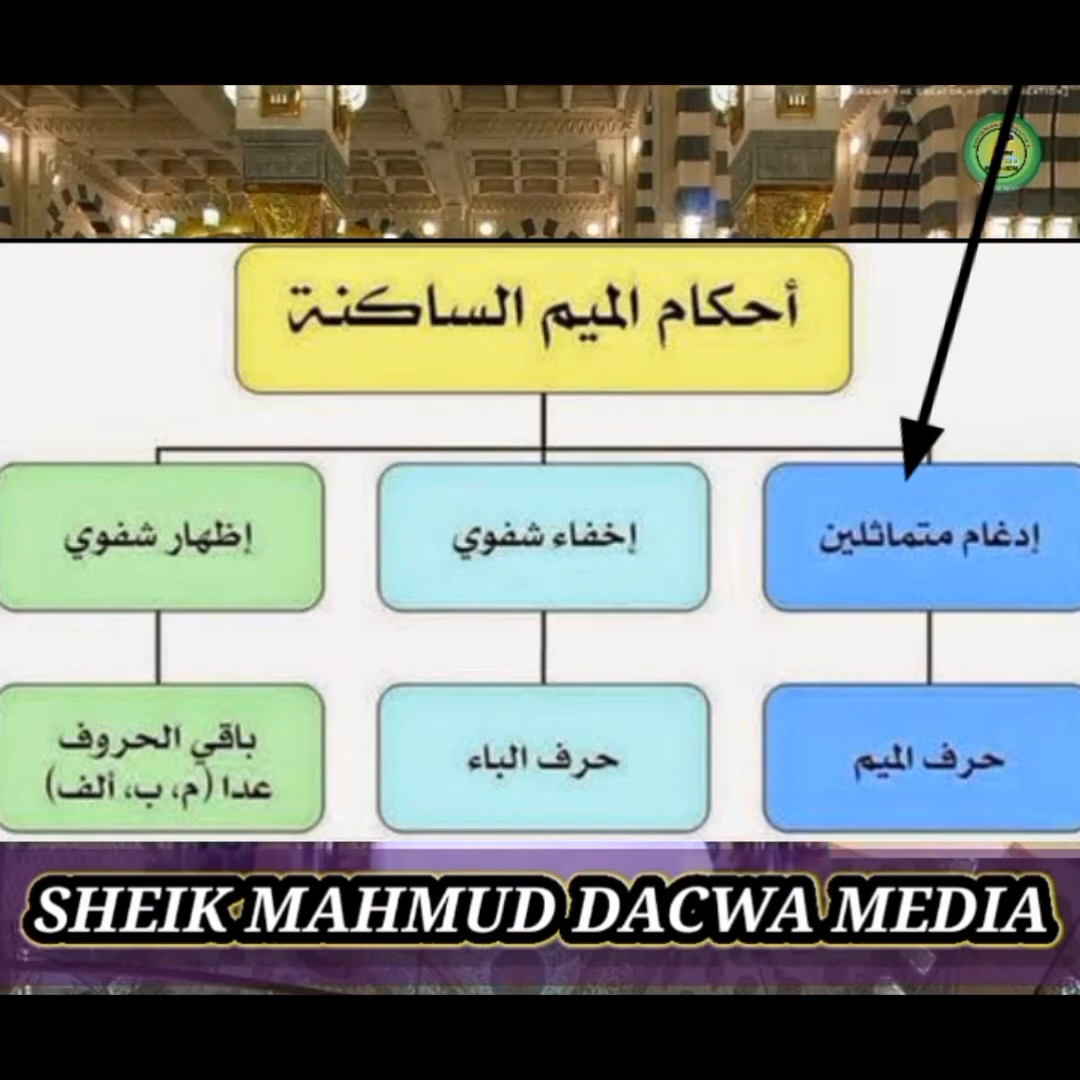 أحكام الميم الساكنة
إدغام متماثلين
إخفاء شفوي
إظهار شفوي
حرف الميم
حرف الباء
باقي الحروف
عدا (م، ب، ألف)
SHEIK MAHMUD DACWA MEDIA